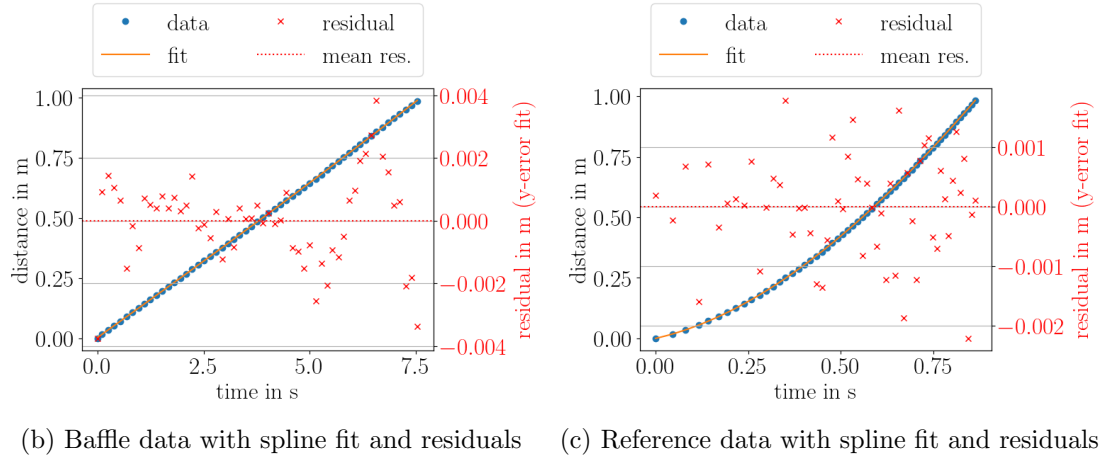 data
residual
fit
mean res.
1.00
0.75
0.50
0.25
0.00
distance in m
0.004
0.002
0.000
−0.002
−0.004
residual in m (y-error fit)
0.0
2.5
5.0
7.5
time in s
(b) Baffle data with spline fit and residuals
data
residual
fit
mean res.
1.00
0.75
0.50
0.25
0.00
distance in m
0.001
0.000
−0.001
−0.002
residual in m (y-error fit)
0.00
0.25
0.50
0.75
time in s
(c) Reference data with spline fit and residuals